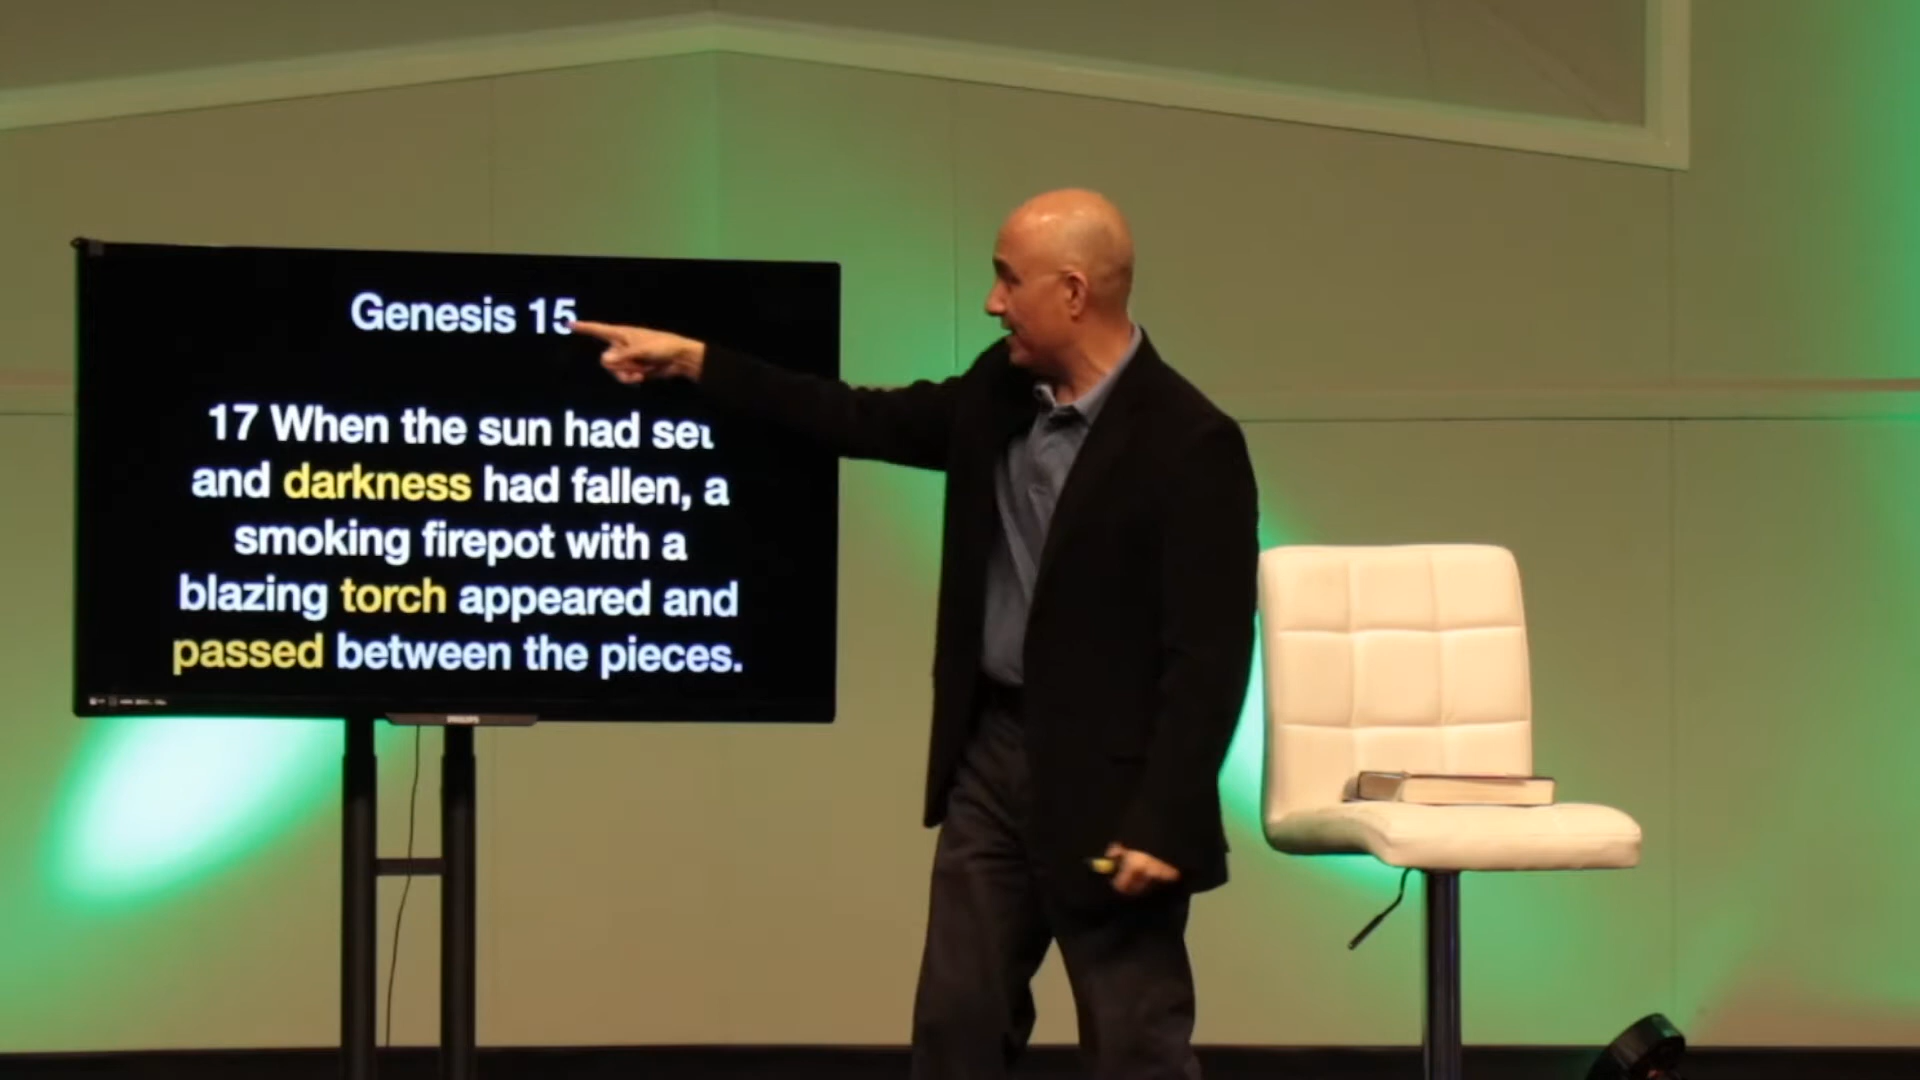 Genesis 15
17 When the sun had set
and darkness had fallen, a
smoking firepot with a
blazing torch appeared and
passed between the pieces.
PHILIPS